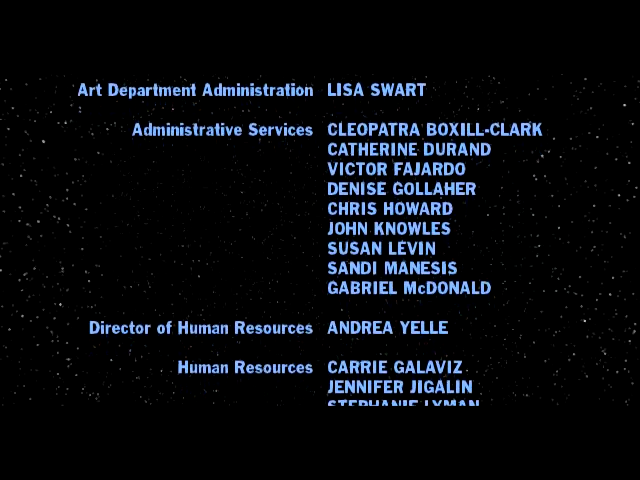 Art Department Administration LISA SWART
Administrative Services CLEOPATRA BOXILL-CLARK
CATHERINE DURAND
VICTOR FAJARDO
DENISE GOLLAHER
CHRIS HOWARD
JOHN KNOWLES
SUSAN LEVIN
SANDI MANESIS
GABRIEL McDONALD
Director of Human Resources ANDREA YELLE
Human Resources CARRIE GALAVIZ
JENNIFER JIGALIN
STEPHANIE LYMAN